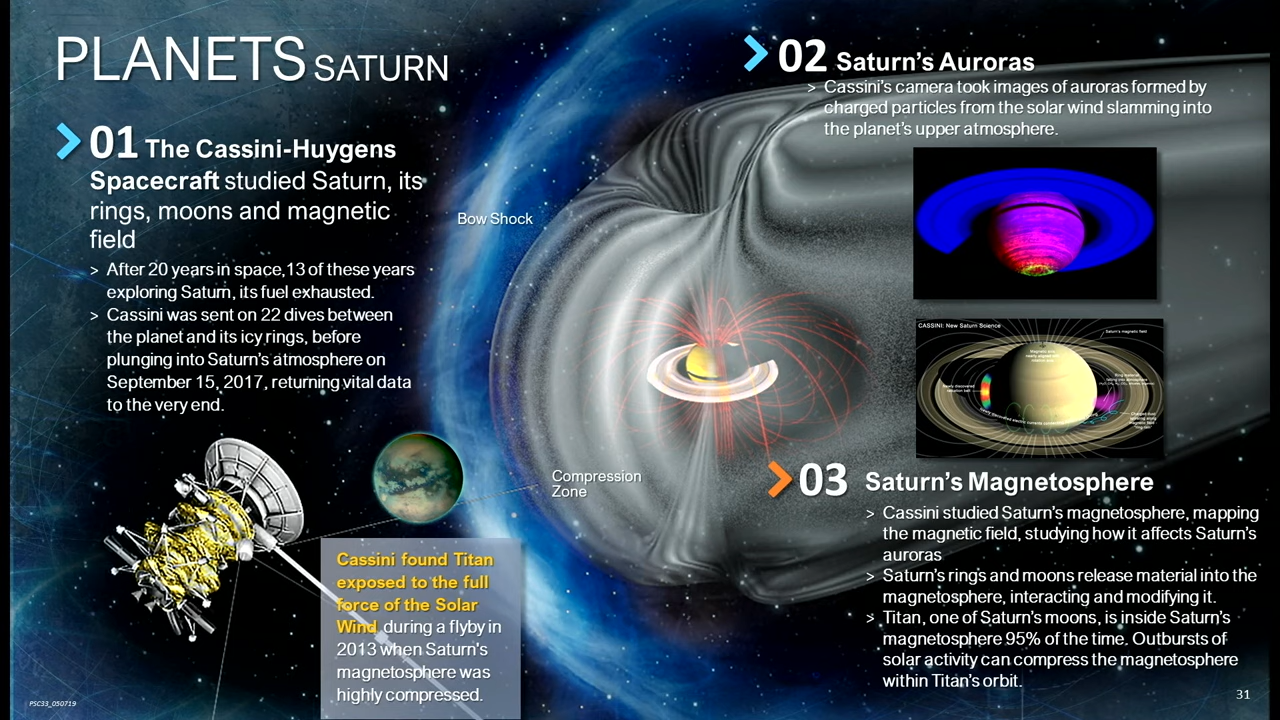 PLANETS SATURN
01 The Cassini-Huygens
Spacecraft studied Saturn, its
rings, moons and magnetic
field
> After 20 years in space,13 of these years
exploring Saturn, its fuel exhausted.
> Cassini was sent on 22 dives between
the planet and its icy rings, before
plunging into Saturn's atmosphere on
September 15, 2017, returning vital data
to the very end.
Bow Shock
Compression
Zone
Cassini found Titan
exposed to the full
force of the Solar
Wind during a flyby in
2013 when Saturn's
magnetosphere was
highly compressed.
02 Saturn's Auroras
> Cassini's camera took images of auroras formed by
charged particles from the solar wind slamming into
the planet's upper atmosphere.
CASSINI: New Saturn Science
Saturn's magnetic field
Newly discovered
radiation belt
03 Saturn's Magnetosphere
> Cassini studied Saturn's magnetosphere, mapping
the magnetic field, studying how it affects Saturn's
auroras
> Saturn's rings and moons release material into the
magnetosphere, interacting and modifying it.
> Titan, one of Saturn's moons, is inside Saturn's
magnetosphere 95% of the time. Outbursts of
solar activity can compress the magnetosphere
within Titan's orbit.
PSC33_050719
31